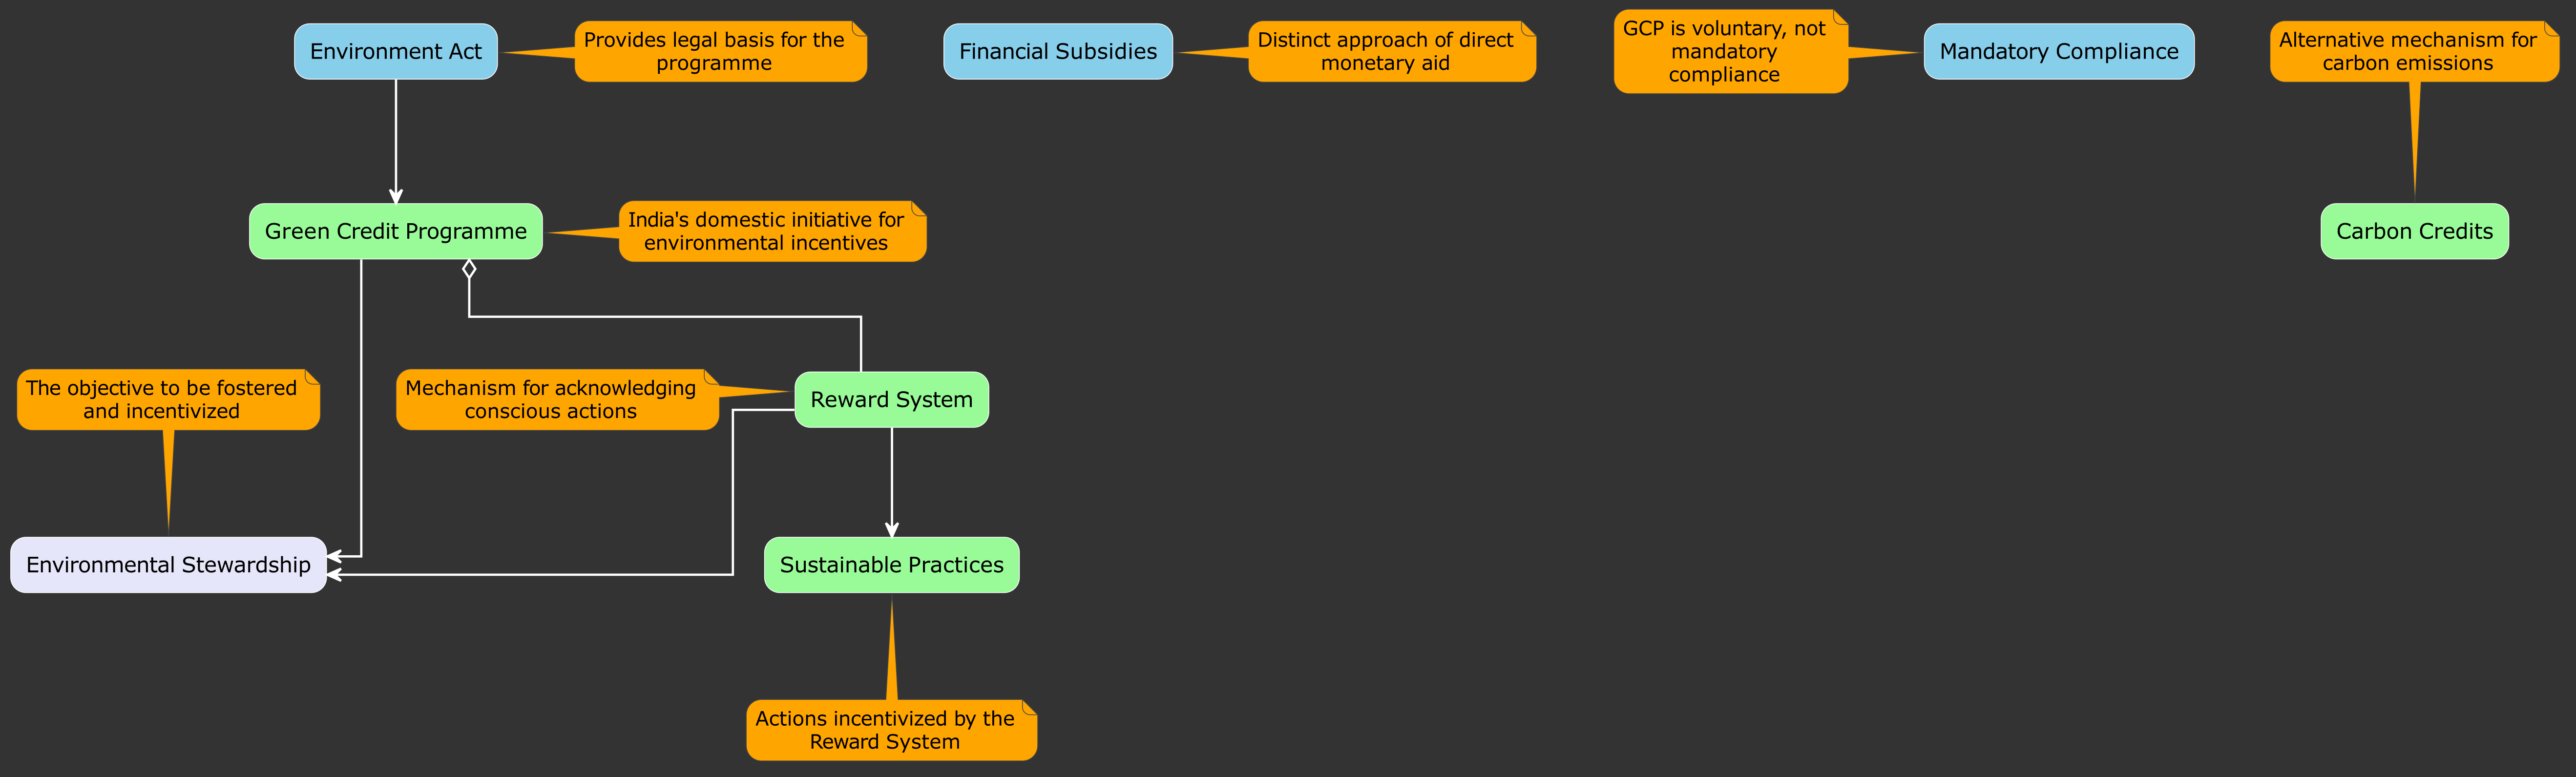 Environment Act
Provides legal basis for the
programme
Financial Subsidies
Distinct approach of direct
monetary aid
GCP is voluntary, not
mandatory
compliance
Mandatory Compliance
Alternative mechanism for
carbon emissions
Green Credit Programme
India's domestic initiative for
environmental incentives
Carbon Credits
The objective to be fostered
and incentivized
Mechanism for acknowledging
conscious actions
Reward System
Environmental Stewardship
Sustainable Practices
Actions incentivized by the
Reward System